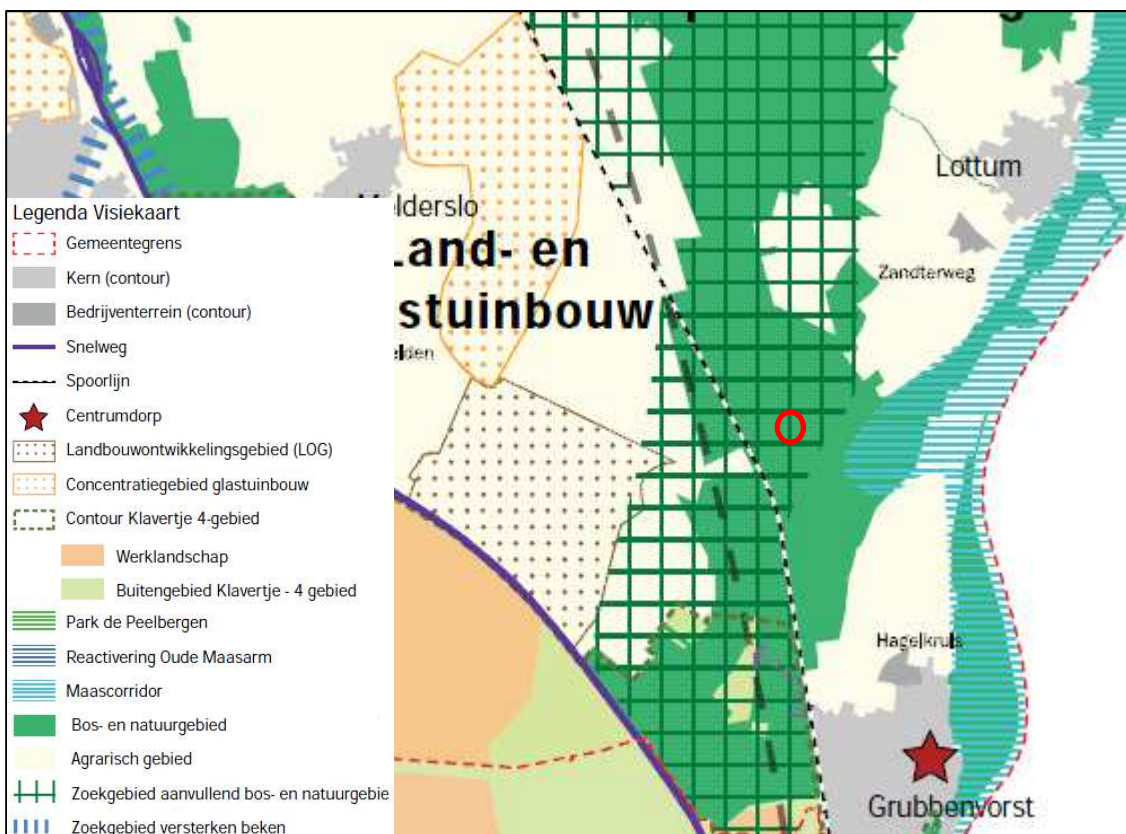 Lottum
Zandterweg
elderslo
Land- en
stuinbouw
elden
Hagelkruis
Grubbenvorst
Legenda Visiekaart
Gemeentegrens
Kern (contour)
Bedrijventerrein (contour)
Snelweg
Spoorlijn
Centrumdorp
Landbouwontwikkelingsgebied (LOG)
Concentratiegebied glastuinbouw
Contour Klavertje 4-gebied
Werklandschap
Buitengebied Klavertje - 4 gebied
Park de Peelbergen
Reactivering Oude Maasarm
Maascorridor
Bos- en natuurgebied
Agrarisch gebied
Zoekgebied aanvullend bos- en natuurgebie
Zoekgebied versterken beken